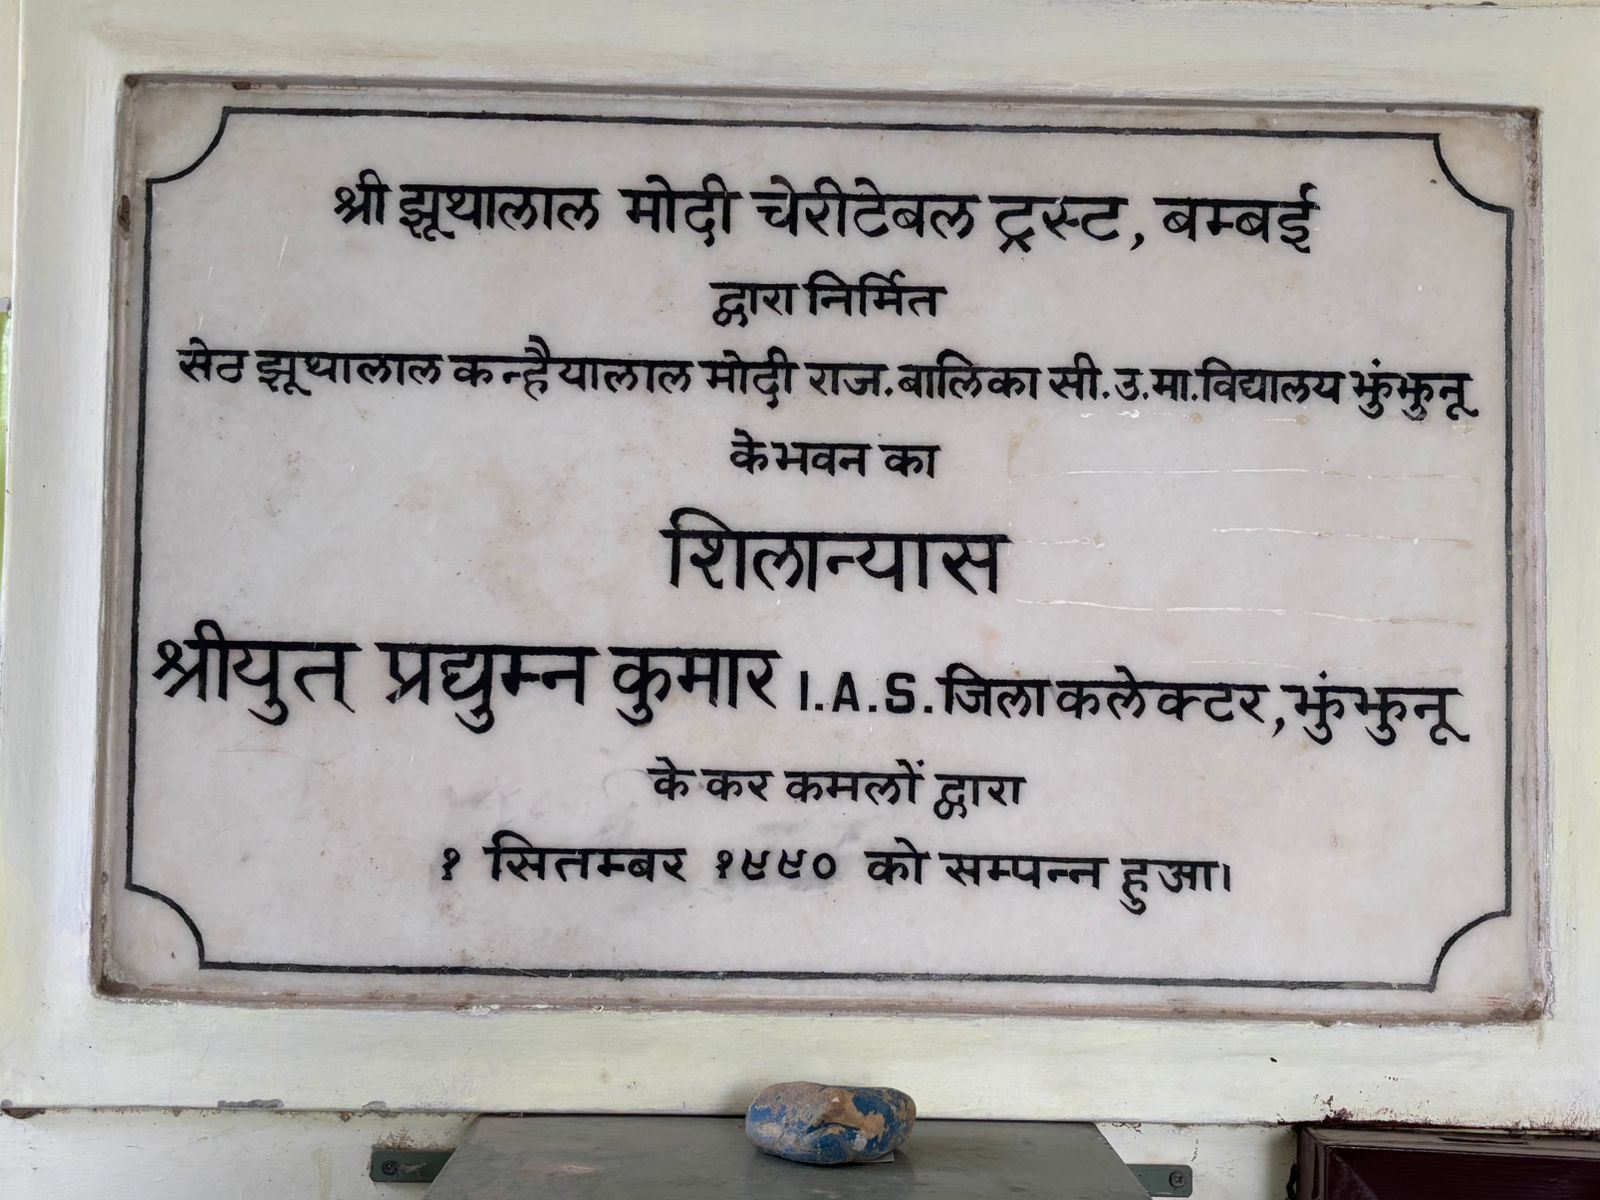 श्री झूथालाल मोदी चेरीटेबल ट्रस्ट, बम्बई
द्वारा निर्मित
सेठ झूथालाल कन्हैयालाल मोदी राज. बालिका सी. उ. मा. विद्यालय झुंझुनू
के भवन का
शिलान्यास
श्रीयुत् प्रद्युम्न कुमार I.A.S. जिला कलेक्टर, झुंझुनू
के कर कमलों द्वारा
१ सितम्बर १९९० को सम्पन्न हुआ।